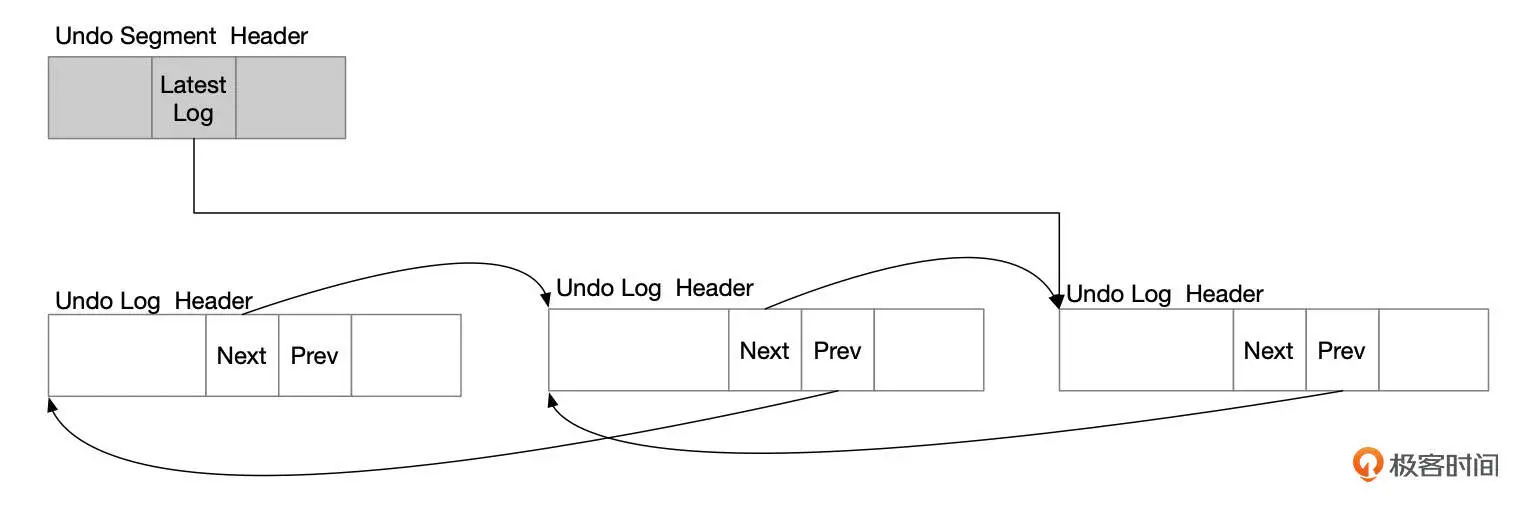 Undo Segment Header
Latest
Log
Undo Log Header
Next Prev
Undo Log Header
Next Prev
Undo Log Header
Next Prev
极客时间